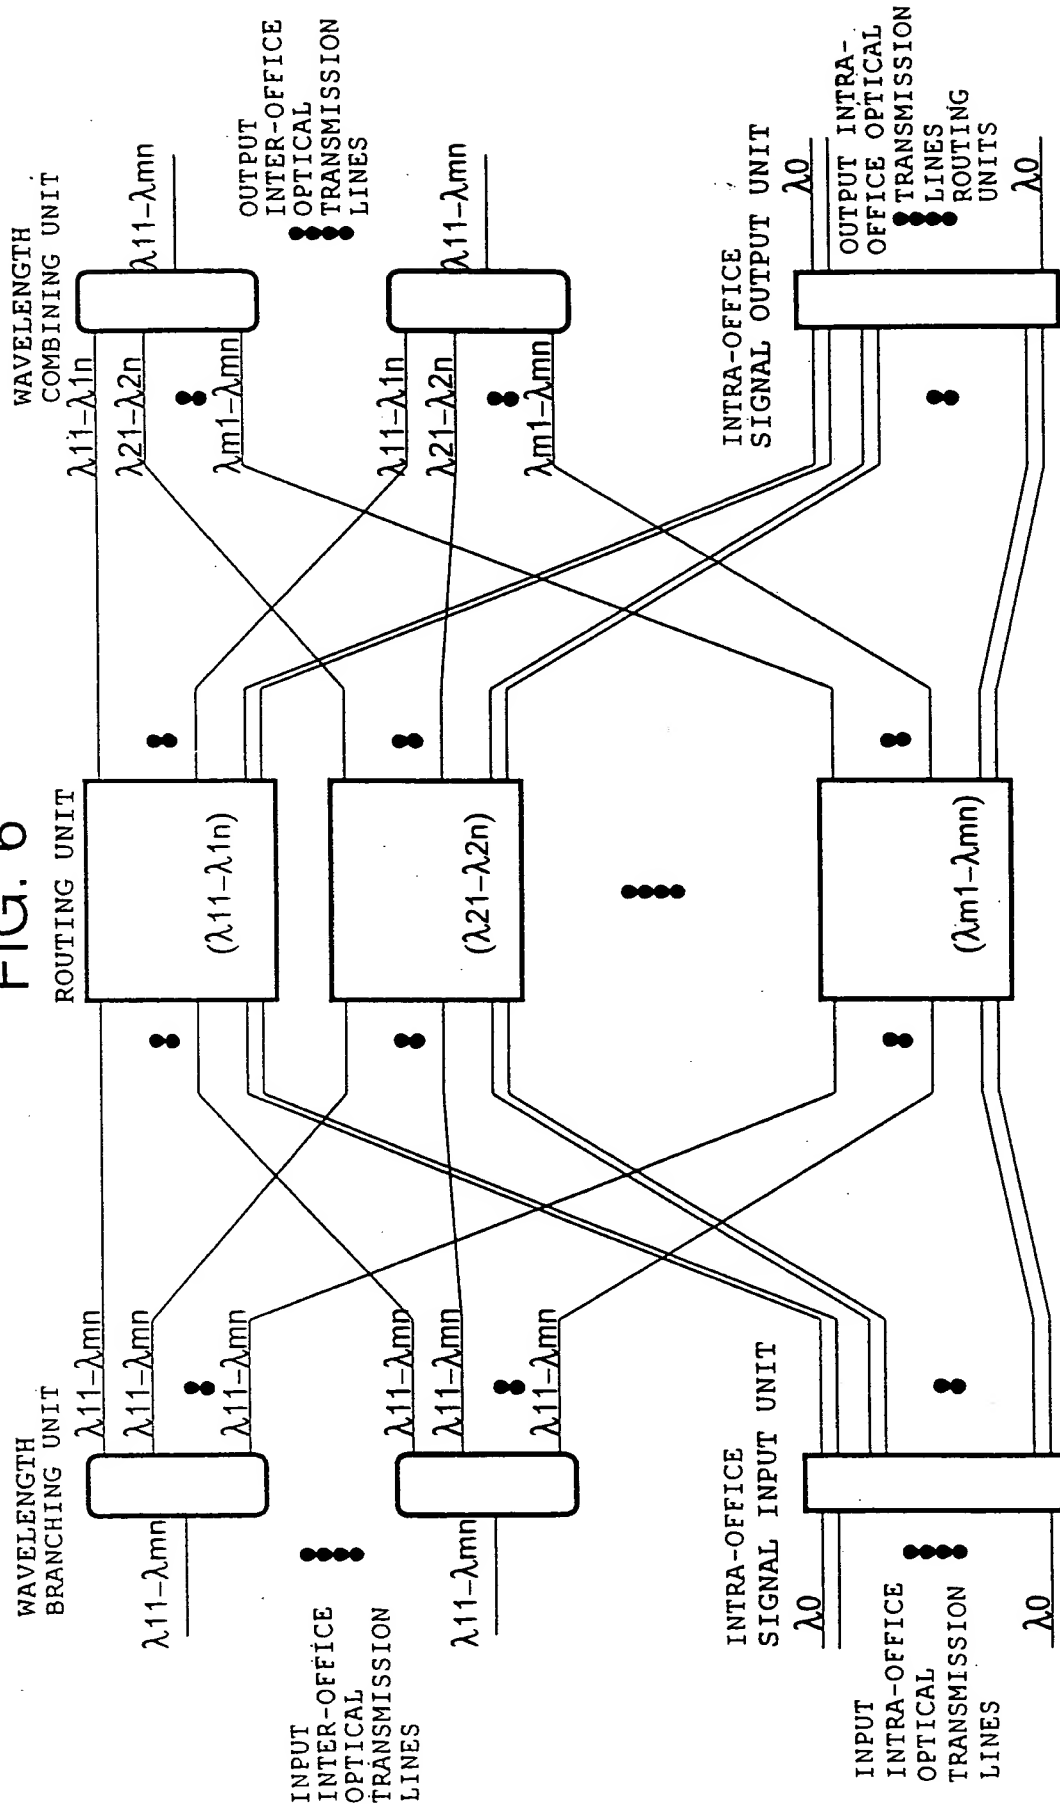 FIG. 6
WAVELENGTH
BRANCHING UNIT
ROUTING UNIT
WAVELENGTH
COMBINING UNIT
λ11-λmn
λ11-λmn
λ11-λmn
λ11-λmn
(λ11-λ1n)
λ11-λ1n
λ21-λ2n
λm1-λmn
λ11-λmn
INPUT
INTER-OFFICE
OPTICAL
TRANSMISSION
LINES
OUTPUT
INTER-OFFICE
OPTICAL
TRANSMISSION
LINES
λ11-λmn
λ11-λmn
λ11-λmn
λ11-λmn
(λ21-λ2n)
λ11-λ1n
λ21-λ2n
λm1-λmn
λ11-λmn
INTRA-OFFICE
SIGNAL INPUT UNIT
INTRA-OFFICE
SIGNAL OUTPUT UNIT
λ0
λ0
INPUT
INTRA-OFFICE
OPTICAL
TRANSMISSION
LINES
(λm1-λmn)
OUTPUT INTRA-
OFFICE OPTICAL
TRANSMISSION
LINES
ROUTING
UNITS
λ0
λ0